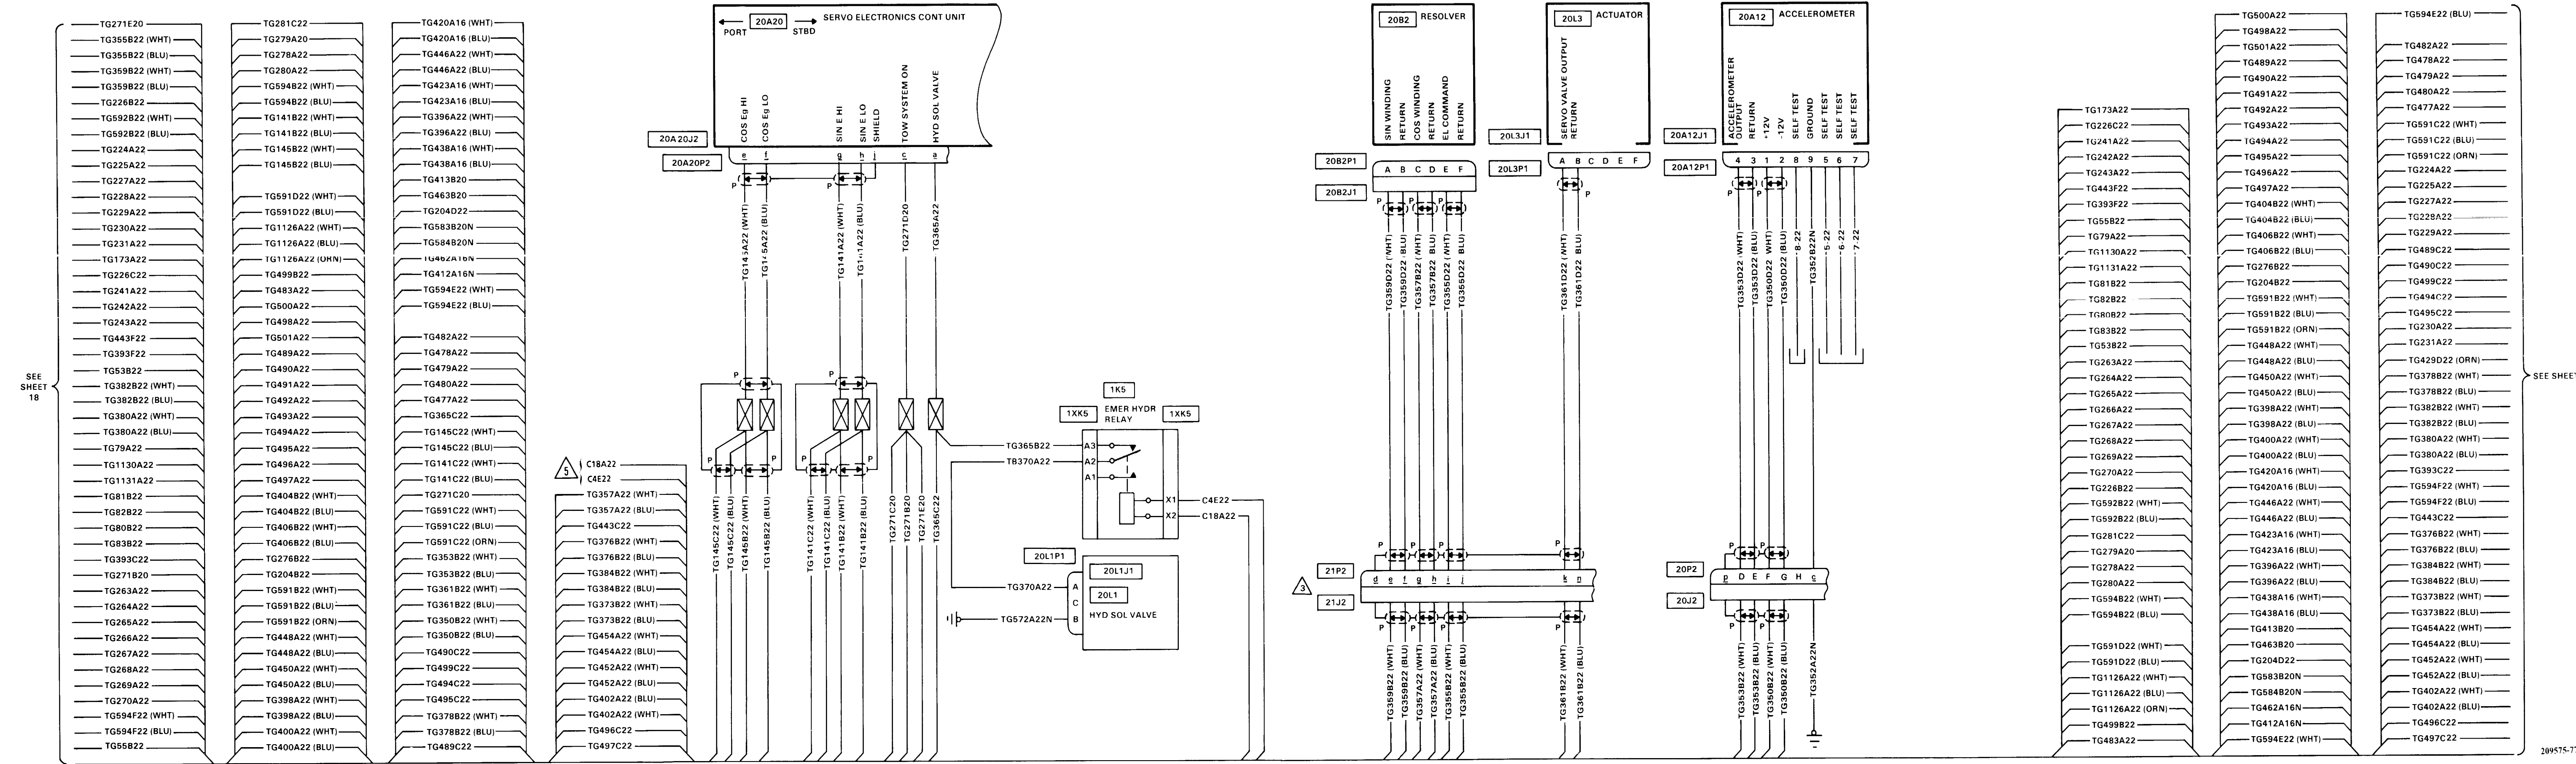 SEE
SHEET
18
TG271E20
TG355B22 (WHT)
TG355B22 (BLU)
TG359B22 (WHT)
TG359B22 (BLU)
TG226B22
TG592B22 (WHT)
TG592B22 (BLU)
TG224A22
TG225A22
TG227A22
TG228A22
TG229A22
TG230A22
TG231A22
TG173A22
TG226C22
TG241A22
TG242A22
TG243A22
TG443F22
TG393F22
TG53B22
TG382B22 (WHT)
TG382B22 (BLU)
TG380A22 (WHT)
TG380A22 (BLU)
TG79A22
TG1130A22
TG1131A22
TG81B22
TG82B22
TG80B22
TG83B22
TG393C22
TG271B20
TG263A22
TG264A22
TG265A22
TG266A22
TG267A22
TG268A22
TG269A22
TG270A22
TG594F22 (WHT)
TG594F22 (BLU)
TG55B22
TG281C22
TG279A20
TG278A22
TG280A22
TG594B22 (WHT)
TG594B22 (BLU)
TG141B22 (WHT)
TG141B22 (BLU)
TG145B22 (WHT)
TG145B22 (BLU)
TG591D22 (WHT)
TG591D22 (BLU)
TG1126A22 (WHT)
TG1126A22 (BLU)
TG1126A22 (ORN)
TG499B22
TG483A22
TG500A22
TG498A22
TG501A22
TG489A22
TG490A22
TG491A22
TG492A22
TG493A22
TG494A22
TG495A22
TG496A22
TG497A22
TG404B22 (WHT)
TG404B22 (BLU)
TG406B22 (WHT)
TG406B22 (BLU)
TG276B22
TG204B22
TG591B22 (WHT)
TG591B22 (BLU)
TG591B22 (ORN)
TG448A22 (WHT)
TG448A22 (BLU)
TG450A22 (WHT)
TG450A22 (BLU)
TG398A22 (WHT)
TG398A22 (BLU)
TG400A22 (WHT)
TG400A22 (BLU)
TG420A16 (WHT)
TG420A16 (BLU)
TG446A22 (WHT)
TG446A22 (BLU)
TG423A16 (WHT)
TG423A16 (BLU)
TG396A22 (WHT)
TG396A22 (BLU)
TG438A16 (WHT)
TG438A16 (BLU)
TG413B20
TG463B20
TG204D22
TG583B20N
TG584B20N
TG462A16N
TG412A16N
TG594E22 (WHT)
TG594E22 (BLU)
TG482A22
TG478A22
TG479A22
TG480A22
TG477A22
TG365C22
TG145C22 (WHT)
TG145C22 (BLU)
TG141C22 (WHT)
TG141C22 (BLU)
TG271C20
TG591C22 (WHT)
TG591C22 (BLU)
TG591C22 (ORN)
TG353B22 (WHT)
TG353B22 (BLU)
TG361B22 (WHT)
TG361B22 (BLU)
TG350B22 (WHT)
TG350B22 (BLU)
TG490C22
TG499C22
TG494C22
TG495C22
TG378B22 (WHT)
TG378B22 (BLU)
TG489C22
5
C18A22
C4E22
TG357A22 (WHT)
TG357A22 (BLU)
TG443C22
TG376B22 (WHT)
TG376B22 (BLU)
TG384B22 (WHT)
TG384B22 (BLU)
TG373B22 (WHT)
TG373B22 (BLU)
TG454A22 (WHT)
TG454A22 (BLU)
TG452A22 (WHT)
TG452A22 (BLU)
TG402A22 (BLU)
TG402A22 (WHT)
TG496C22
TG497C22
20A20 SERVO ELECTRONICS CONT UNIT
PORT STBD
COS Eg HI
COS Eg LO
SIN E HI
SIN E LO
SHIELD
TOW SYSTEM ON
HYD SOL VALVE
20A20J2
20A20P2
e f g h j c a
P P
TG145A22 (WHT)
TG145A22 (BLU)
TG141A22 (WHT)
TG141A22 (BLU)
TG271D20
TG365A22
P P
P P P P
TG145C22 (WHT)
TG145C22 (BLU)
TG145B22 (WHT)
TG145B22 (BLU)
TG141C22 (WHT)
TG141C22 (BLU)
TG141B22 (WHT)
TG141B22 (BLU)
TG271C20
TG271B20
TG271E20
TG365C22
1K5
1XK5 EMER HYDR RELAY 1XK5
TG365B22 A3
TB370A22 A2
A1
X1 C4E22
X2 C18A22
20L1P1
20L1J1
TG370A22 A
C 20L1
TG572A22N B HYD SOL VALVE
20B2 RESOLVER
SIN WINDING
RETURN
COS WINDING
RETURN
EL COMMAND
RETURN
20B2P1
A B C D E F
20B2J1
P P P
TG359D22 (WHT)
TG359D22 (BLU)
TG357B22 (WHT)
TG357B22 BLU)
TG355D22 (WHT)
TG355D22 BLU)
20L3 ACTUATOR
SERVO VALVE OUTPUT
RETURN
20L3J1
A B C D E F
20L3P1
P
TG361D22 (WHT)
TG361D22 BLU)
20A12 ACCELEROMETER
ACCELEROMETER OUTPUT
RETURN
+12V
-12V
SELF TEST
GROUND
SELF TEST
SELF TEST
SELF TEST
20A12J1
4 3 1 2 8 9 5 6 7
20A12P1
P P
TG353D22 (WHT)
TG353D22 (BLU)
TG350D22 WHT)
TG350D22 (BLU)
-8-22
TG352B22N
-5-22
-6-22
-7-22
P P P P
21P2
d e f g h i j k n
3
21J2
P P P P
TG359B22 (WHT)
TG359B22 (BLU)
TG357A22 (WHT)
TG357A22 (BLU)
TG355B22 (WHT)
TG355B22 (BLU)
TG361B22 (WHT)
TG361B22 (BLU)
P P
20P2
p D E F G H c
20J2
P P
TG353B22 (WHT)
TG353B22 (BLU)
TG350B22 (WHT)
TG350B22 (BLU)
TG352A22N
TG173A22
TG226C22
TG241A22
TG242A22
TG243A22
TG443F22
TG393F22
TG55B22
TG79A22
TG1130A22
TG1131A22
TG81B22
TG82B22
TG80B22
TG83B22
TG53B22
TG263A22
TG264A22
TG265A22
TG266A22
TG267A22
TG268A22
TG269A22
TG270A22
TG226B22
TG592B22 (WHT)
TG592B22 (BLU)
TG281C22
TG279A20
TG278A22
TG280A22
TG594B22 (WHT)
TG594B22 (BLU)
TG591D22 (WHT)
TG591D22 (BLU)
TG1126A22 (WHT)
TG1126A22 (BLU)
TG1126A22 (ORN)
TG499B22
TG483A22
TG500A22
TG498A22
TG501A22
TG489A22
TG490A22
TG491A22
TG492A22
TG493A22
TG494A22
TG495A22
TG496A22
TG497A22
TG404B22 (WHT)
TG404B22 (BLU)
TG406B22 (WHT)
TG406B22 (BLU)
TG276B22
TG204B22
TG591B22 (WHT)
TG591B22 (BLU)
TG591B22 (ORN)
TG448A22 (WHT)
TG448A22 (BLU)
TG450A22 (WHT)
TG450A22 (BLU)
TG398A22 (WHT)
TG398A22 (BLU)
TG400A22 (WHT)
TG400A22 (BLU)
TG420A16 (WHT)
TG420A16 (BLU)
TG446A22 (WHT)
TG446A22 (BLU)
TG423A16 (WHT)
TG423A16 (BLU)
TG396A22 (WHT)
TG396A22 (BLU)
TG438A16 (WHT)
TG438A16 (BLU)
TG413B20
TG463B20
TG204D22
TG583B20N
TG584B20N
TG462A16N
TG412A16N
TG594E22 (WHT)
TG594E22 (BLU)
TG482A22
TG478A22
TG479A22
TG480A22
TG477A22
TG591C22 (WHT)
TG591C22 (BLU)
TG591C22 (ORN)
TG224A22
TG225A22
TG227A22
TG228A22
TG229A22
TG489C22
TG490C22
TG499C22
TG494C22
TG495C22
TG230A22
TG231A22
TG429D22 (ORN)
TG378B22 (WHT)
TG378B22 (BLU)
TG382B22 (WHT)
TG382B22 (BLU)
TG380A22 (WHT)
TG380A22 (BLU)
TG393C22
TG594F22 (WHT)
TG594F22 (BLU)
TG443C22
TG376B22 (WHT)
TG376B22 (BLU)
TG384B22 (WHT)
TG384B22 (BLU)
TG373B22 (WHT)
TG373B22 (BLU)
TG454A22 (WHT)
TG454A22 (BLU)
TG452A22 (WHT)
TG452A22 (BLU)
TG402A22 (WHT)
TG402A22 (BLU)
TG496C22
TG497C22
SEE SHEET